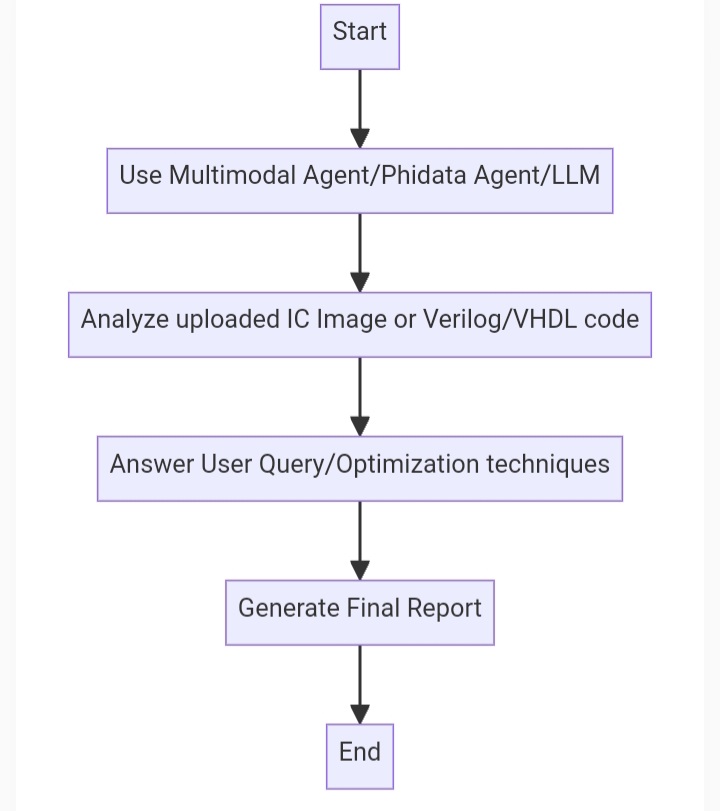 Start
Use Multimodal Agent/Phidata Agent/LLM
Analyze uploaded IC Image or Verilog/VHDL code
Answer User Query/Optimization techniques
Generate Final Report
End